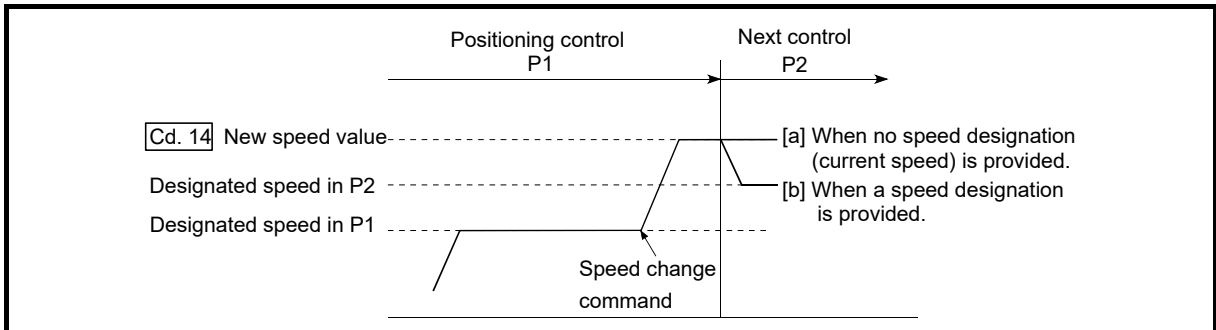 Positioning control
P1
Next control
P2
Cd. 14 New speed value
[a] When no speed designation
(current speed) is provided.
Designated speed in P2
[b] When a speed designation
is provided.
Designated speed in P1
Speed change
command